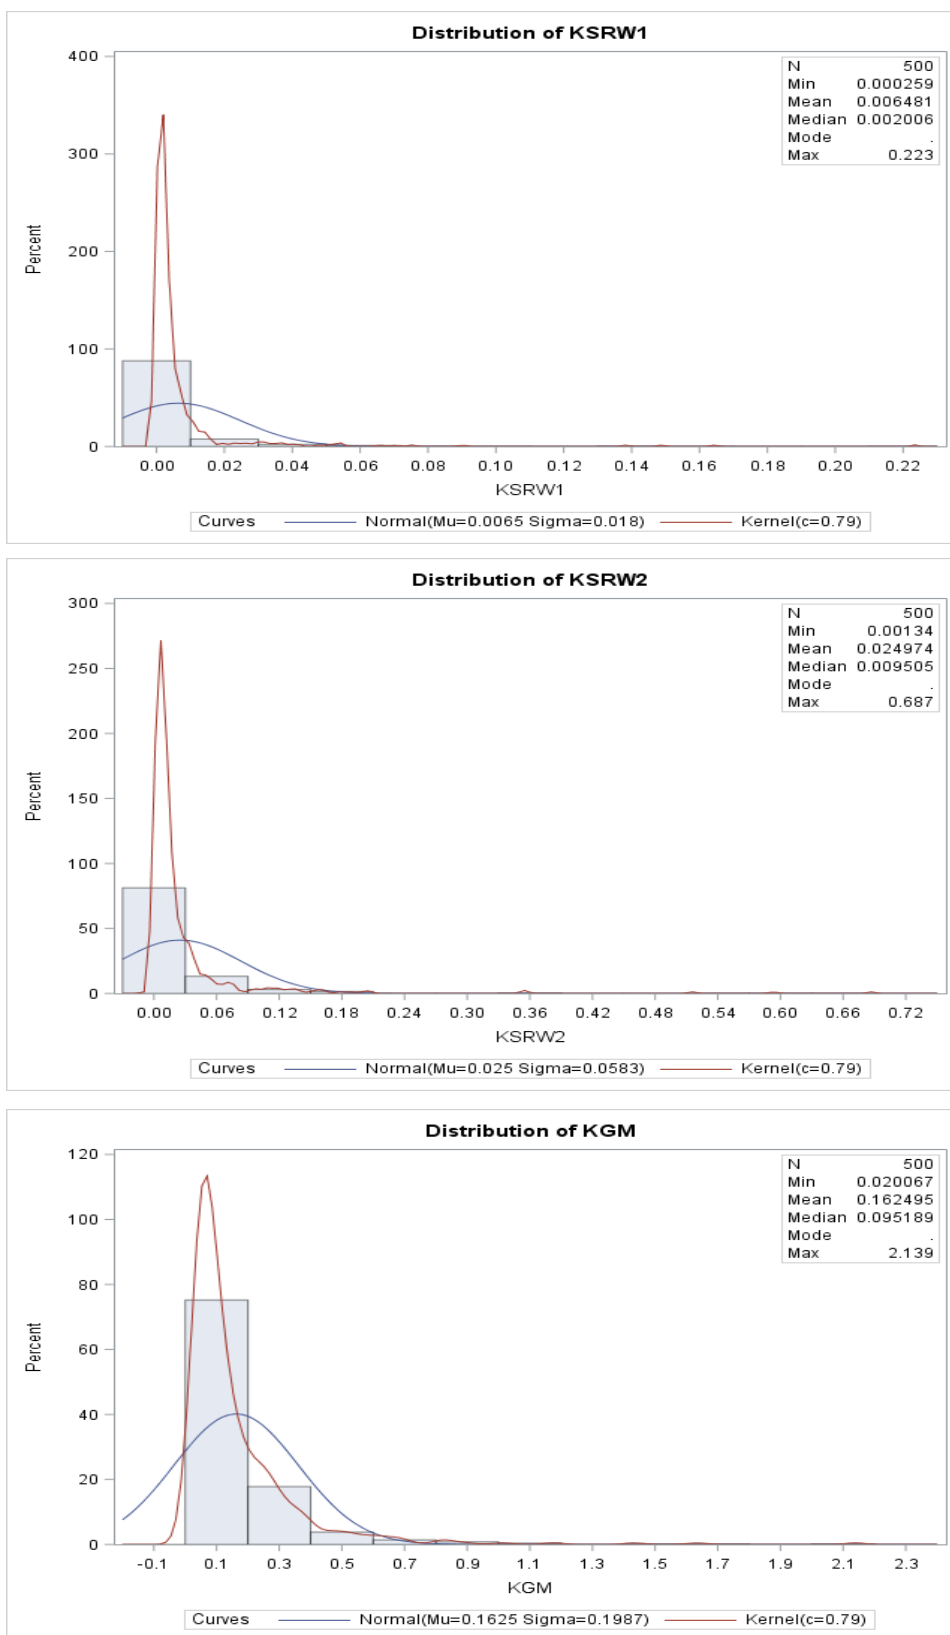 Distribution of KSRW1
400
300
200
100
0
Percent
N 500
Min 0.000259
Mean 0.006481
Median 0.002006
Mode .
Max 0.223
0.00 0.02 0.04 0.06 0.08 0.10 0.12 0.14 0.16 0.18 0.20 0.22
KSRW1
Curves Normal(Mu=0.0065 Sigma=0.018) Kernel(c=0.79)
Distribution of KSRW2
300
250
200
150
100
50
0
Percent
N 500
Min 0.00134
Mean 0.024974
Median 0.009505
Mode .
Max 0.687
0.00 0.06 0.12 0.18 0.24 0.30 0.36 0.42 0.48 0.54 0.60 0.66 0.72
KSRW2
Curves Normal(Mu=0.025 Sigma=0.0583) Kernel(c=0.79)
Distribution of KGM
120
100
80
60
40
20
0
Percent
N 500
Min 0.020067
Mean 0.162495
Median 0.095189
Mode .
Max 2.139
-0.1 0.1 0.3 0.5 0.7 0.9 1.1 1.3 1.5 1.7 1.9 2.1 2.3
KGM
Curves Normal(Mu=0.1625 Sigma=0.1987) Kernel(c=0.79)